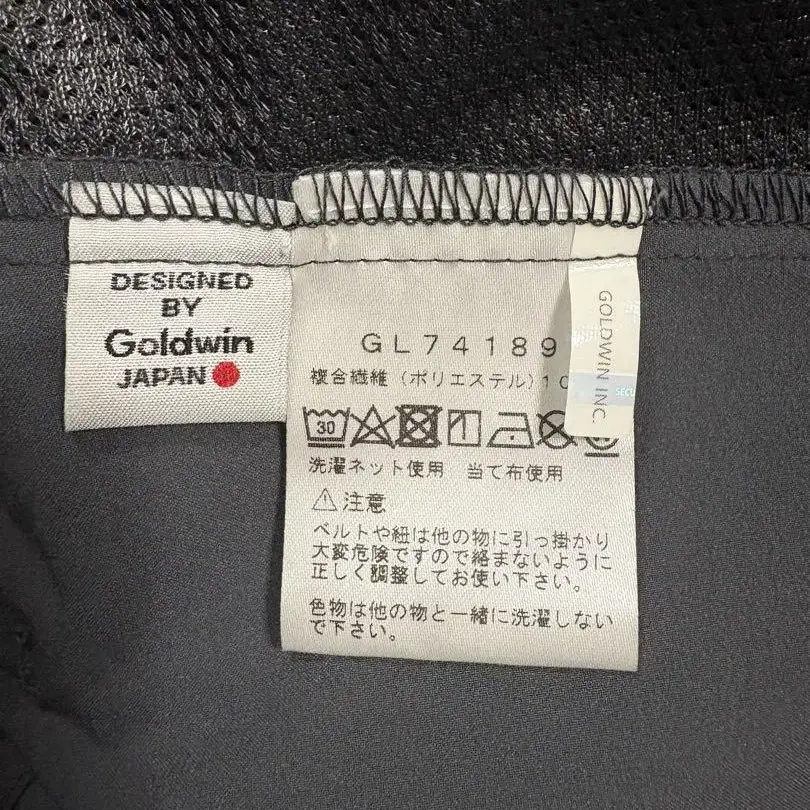 DESIGNED
BY
Goldwin
JAPAN
GL74189
複合繊維(ポリエステル)10
30
洗濯ネット使用 当て布使用
注意
ベルトや紐は他の物に引っ掛かり
大変危険ですので絡まないように
正しく調整してお使い下さい。
色物は他の物と一緒に洗濯しない
で下さい。
GOLDWIN INC.
SECU